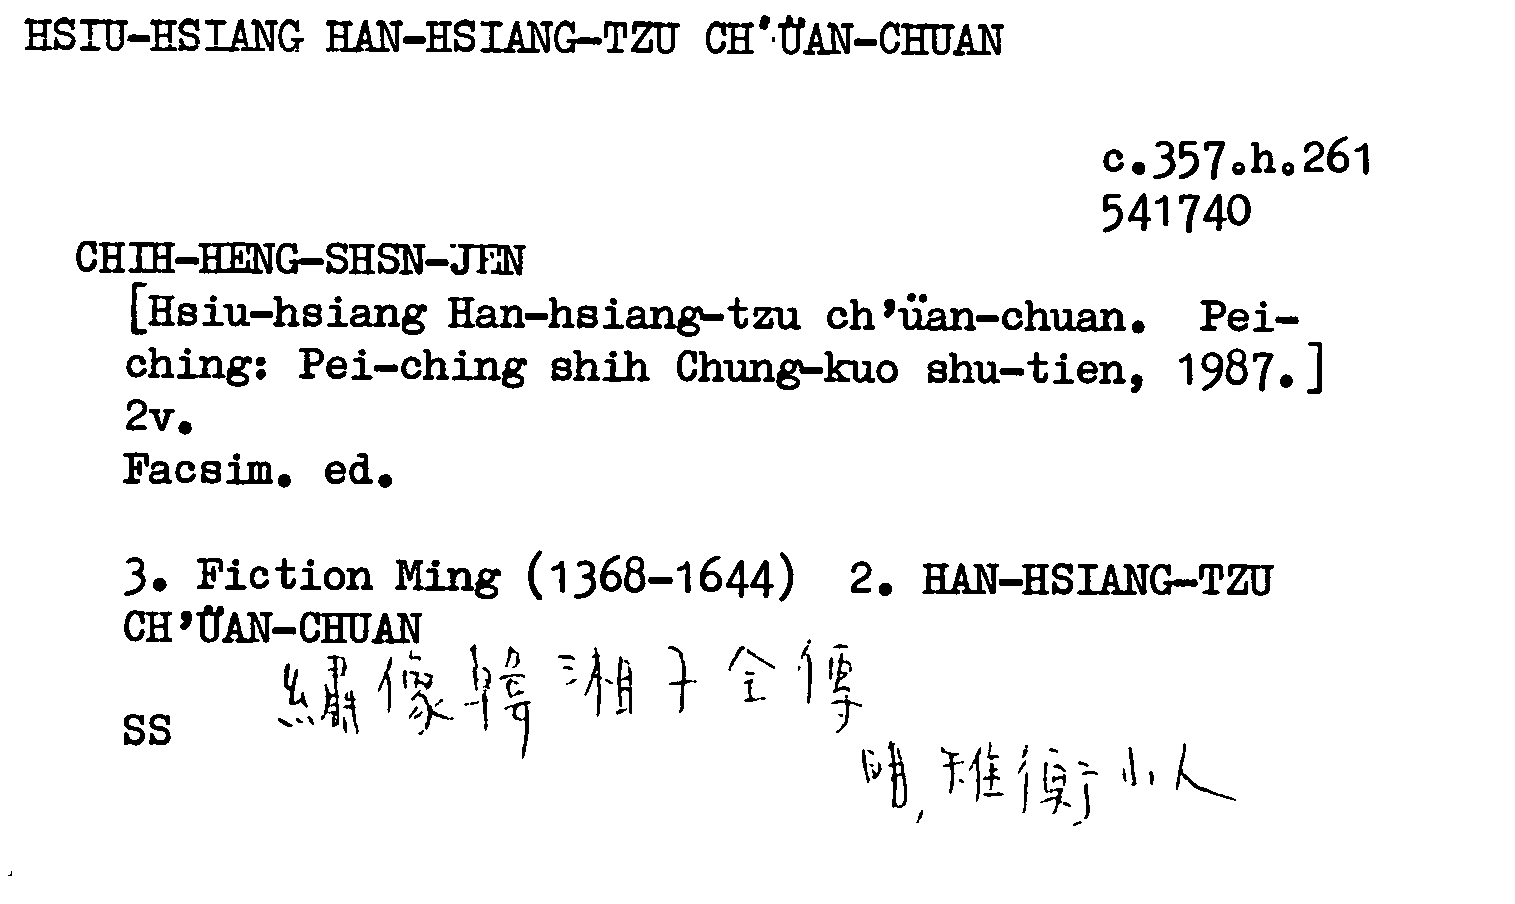 HSIU-HSIANG HAN-HSIANG-TZU CH'ÜAN-CHUAN
c.357.h.261
541740
CHIH-HENG-SHSN-JEN
[Hsiu-hsiang Han-hsiang-tzu ch'üan-chuan. Pei-
ching: Pei-ching shih Chung-kuo shu-tien, 1987.]
2v.
Facsim. ed.
3. Fiction Ming (1368-1644) 2. HAN-HSIANG-TZU
CH'ÜAN-CHUAN
繡像韓湘子全傳
SS
明,雉衡山人